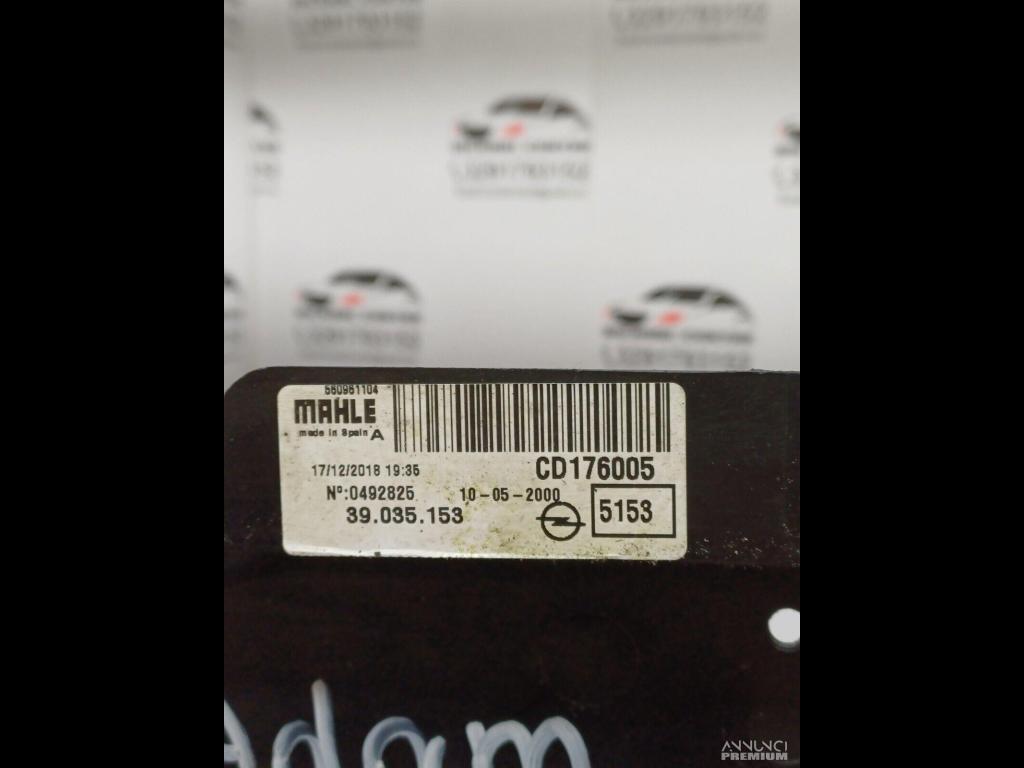 560961104
MAHLE
made in Spain A
CD176005
17/12/2018 19:35
Nº:0492825 10-05-2000
39.035.153
5153
Adam
ANNUNCI
PREMIUM